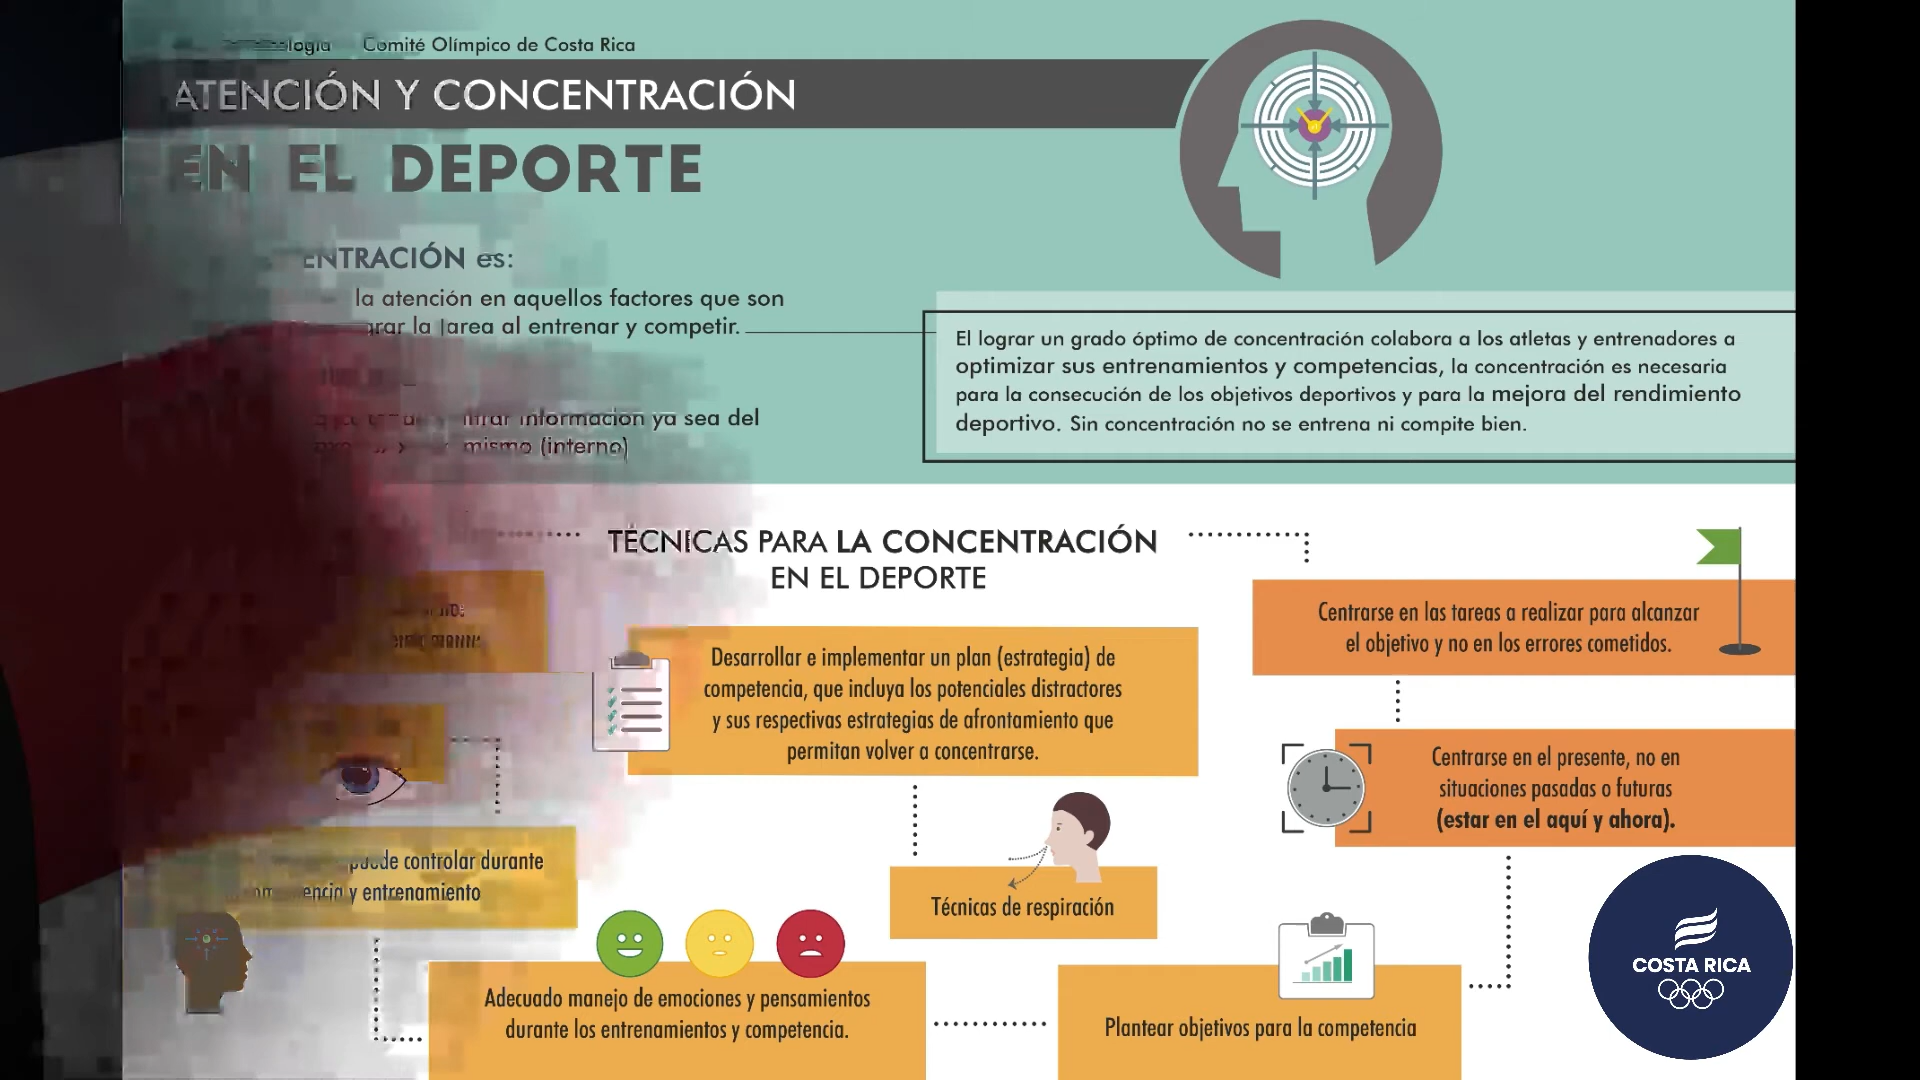 Comité Olímpico de Costa Rica
ATENCIÓN Y CONCENTRACIÓN
EN EL DEPORTE
es:
la atención en aquellos factores que son
la tarea al entrenar y competir.
El lograr un grado óptimo de concentración colabora a los atletas y entrenadores a
optimizar sus entrenamientos y competencias, la concentración es necesaria
para la consecución de los objetivos deportivos y para la mejora del rendimiento
deportivo. Sin concentración no se entrena ni compite bien.
información ya sea del
mismo (interno)
TÉCNICAS PARA LA CONCENTRACIÓN
EN EL DEPORTE
Desarrollar e implementar un plan (estrategia) de
competencia, que incluya los potenciales distractores
y sus respectivas estrategias de afrontamiento que
permitan volver a concentrarse.
Centrarse en las tareas a realizar para alcanzar
el objetivo y no en los errores cometidos.
Centrarse en el presente, no en
situaciones pasadas o futuras
(estar en el aquí y ahora).
puede controlar durante
y entrenamiento
Técnicas de respiración
Adecuado manejo de emociones y pensamientos
durante los entrenamientos y competencia.
Plantear objetivos para la competencia
COSTA RICA